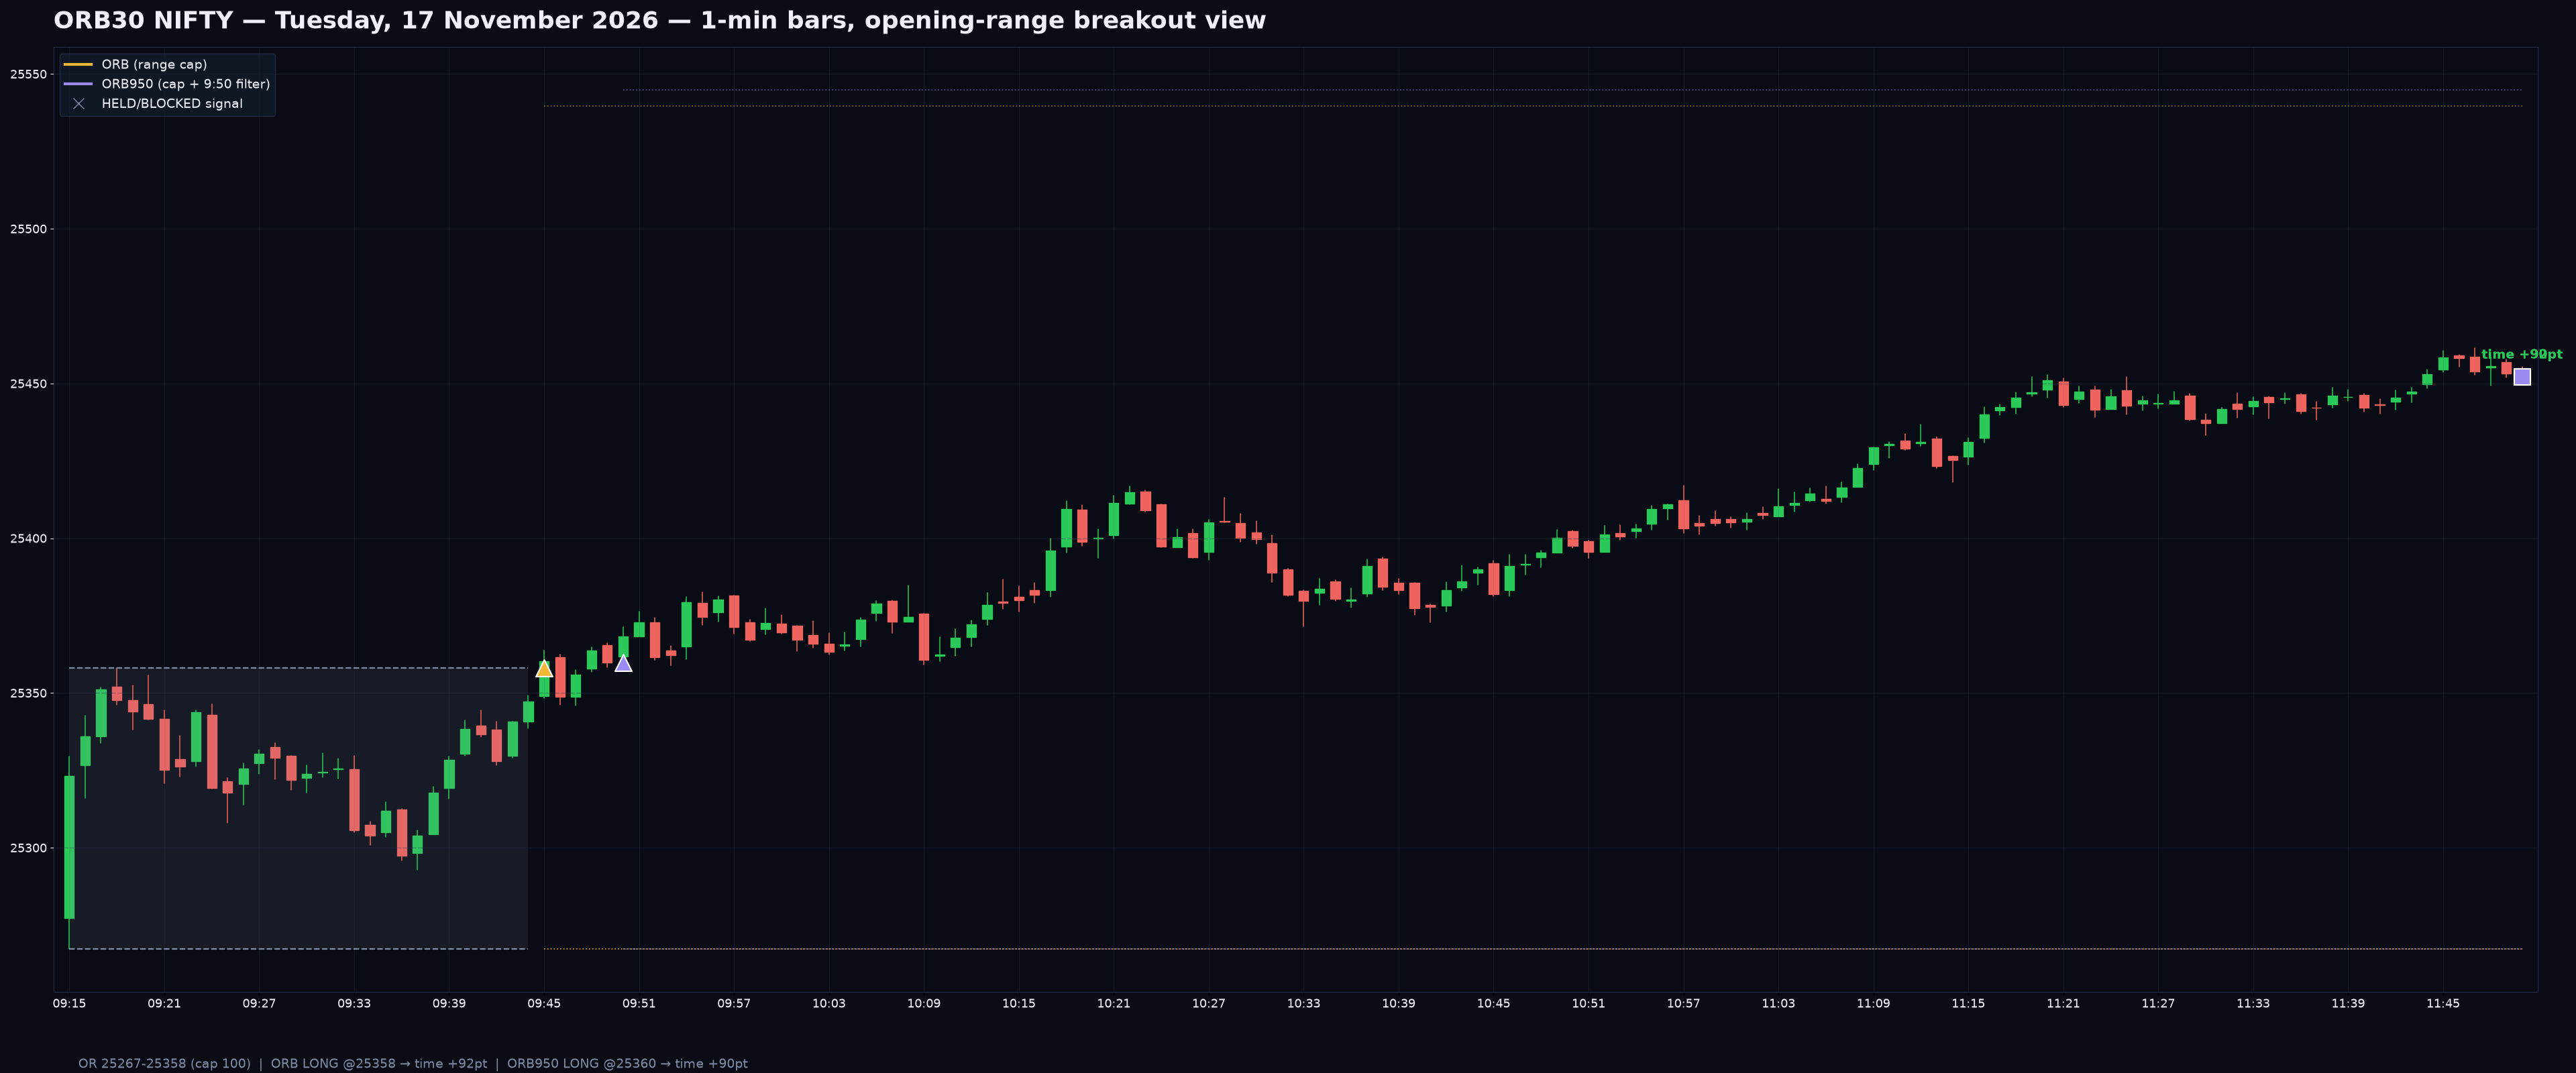 ORB30 NIFTY — Tuesday, 17 November 2026 — 1-min bars, opening-range breakout view
ORB (range cap)
ORB950 (cap + 9:50 filter)
HELD/BLOCKED signal
25550
25500
25450
25400
25350
25300
time +
pt
09:15 09:21 09:27 09:33 09:39 09:45 09:51 09:57 10:03 10:09 10:15 10:21 10:27 10:33 10:39 10:45 10:51 10:57 11:03 11:09 11:15 11:21 11:27 11:33 11:39 11:45
OR 25267-25358 (cap 100) | ORB LONG @25358 → time +92pt | ORB950 LONG @25360 → time +90pt